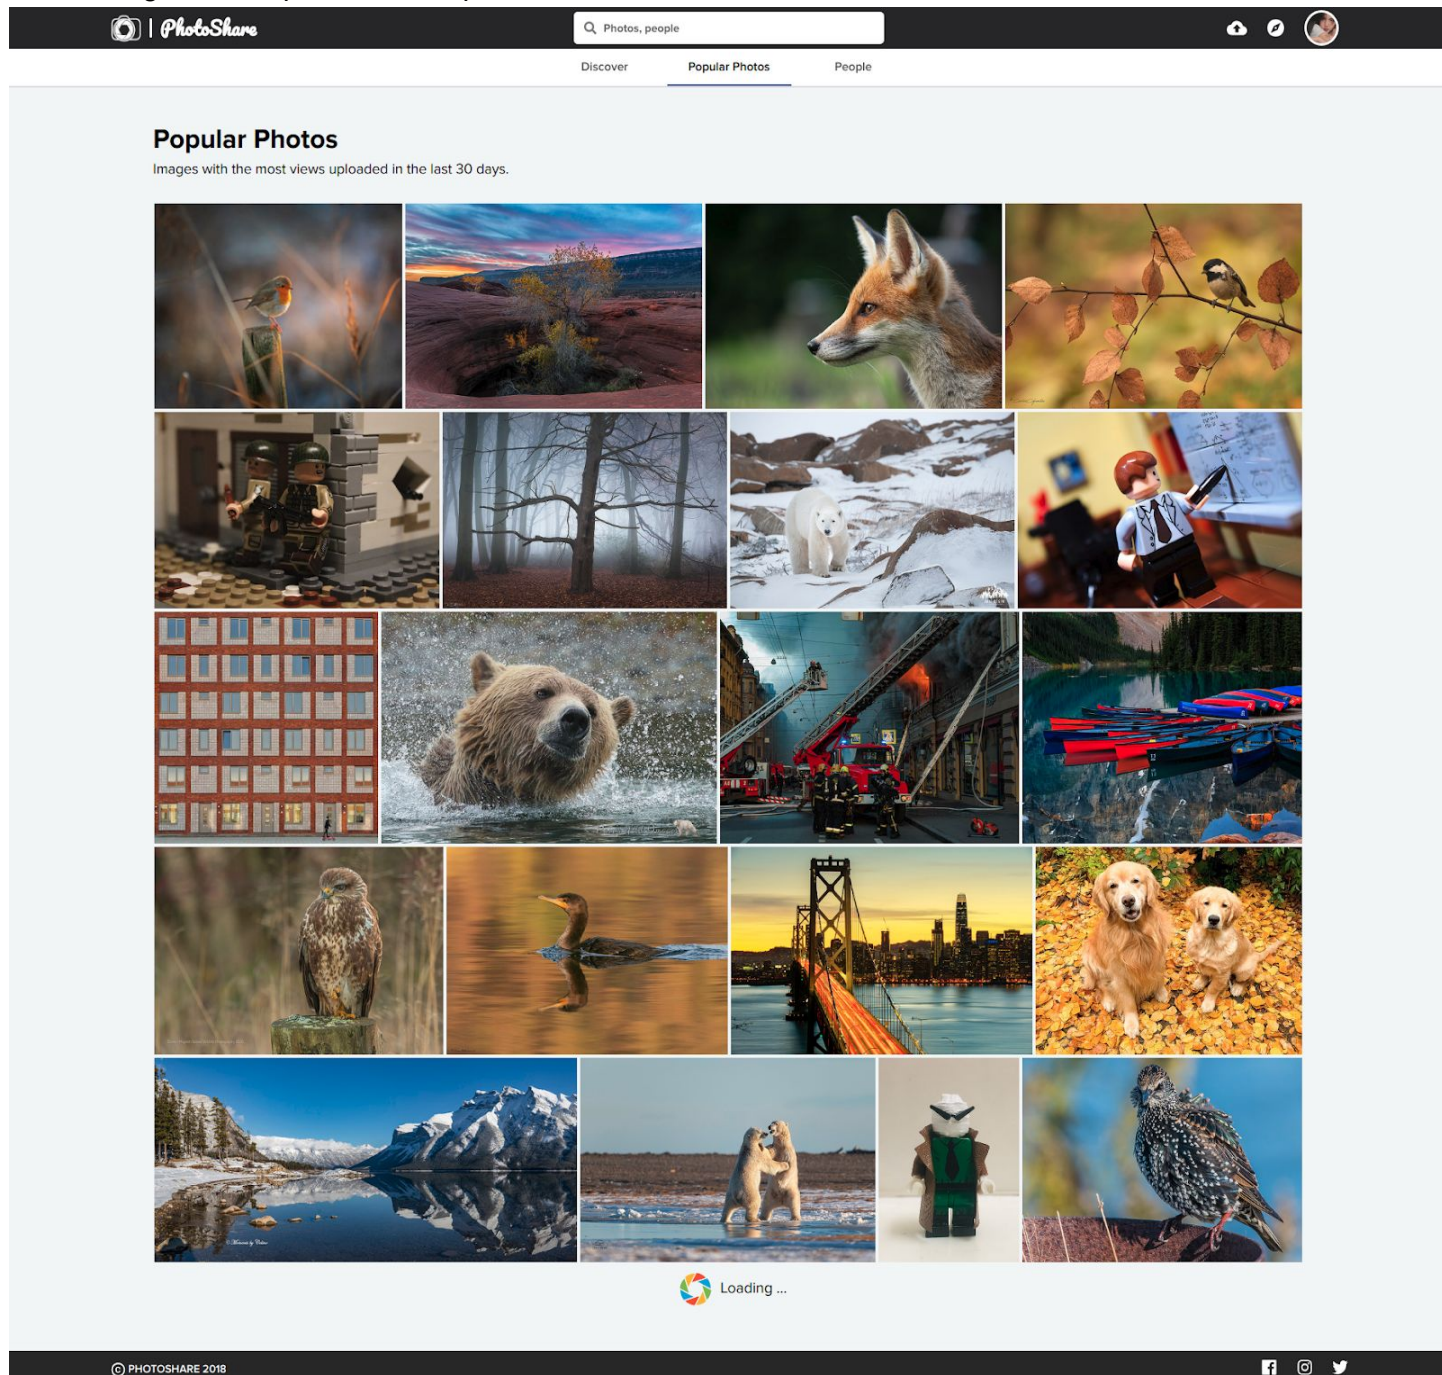 PhotoShare
Photos, people
Discover
Popular Photos
People
Popular Photos
Images with the most views uploaded in the last 30 days.
Loading ...
© PHOTOSHARE 2018